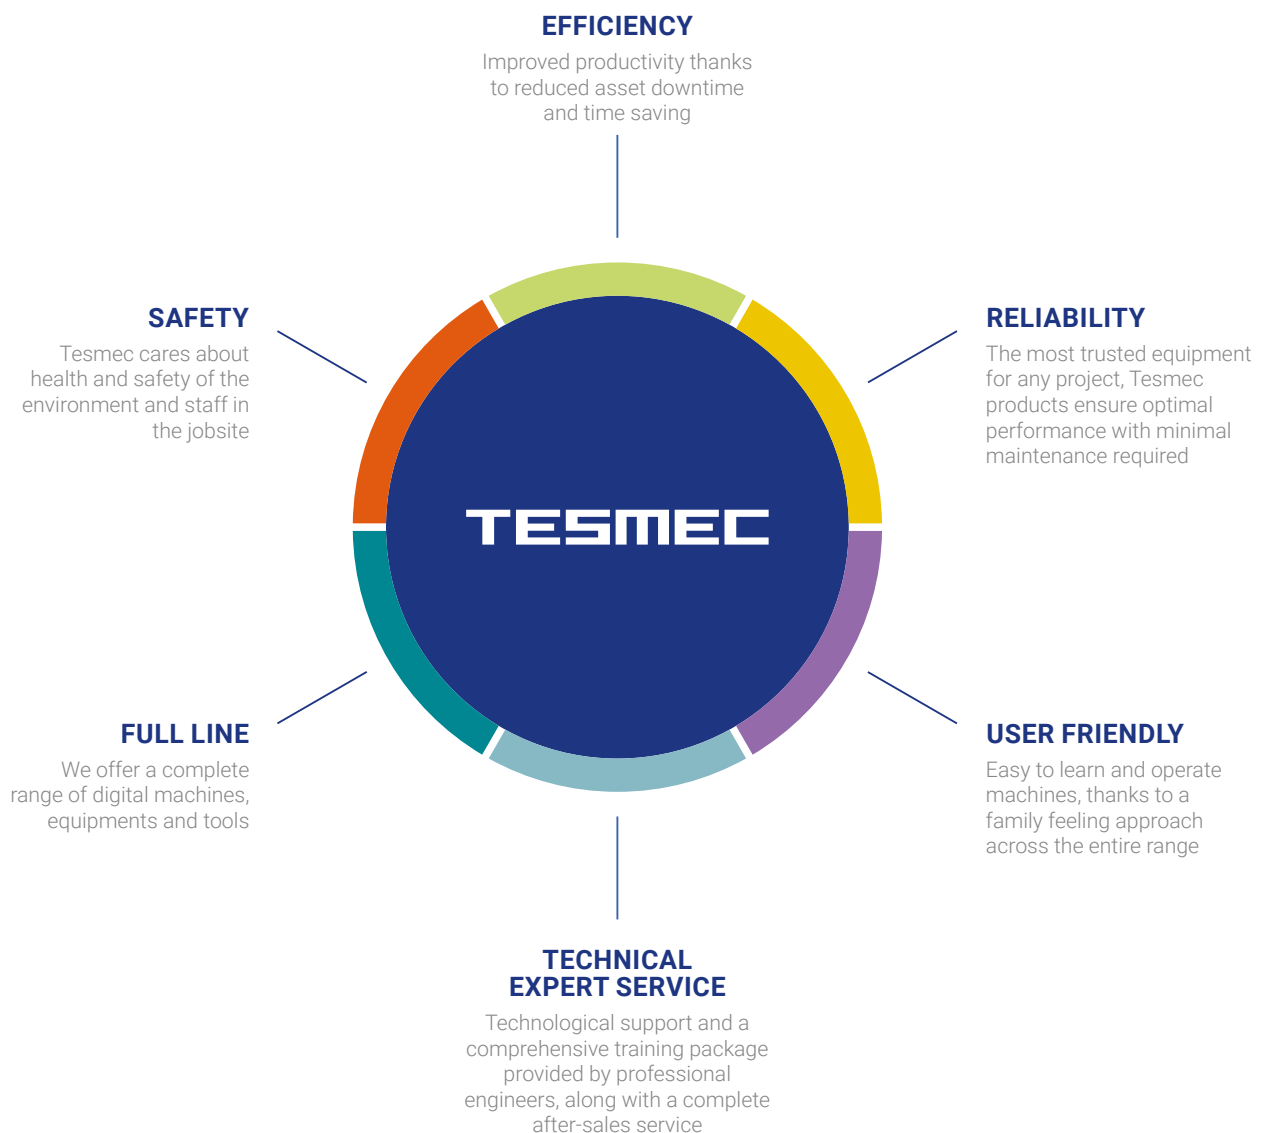 EFFICIENCY
Improved productivity thanks
to reduced asset downtime
and time saving
SAFETY
Tesmec cares about
health and safety of the
environment and staff in
the jobsite
RELIABILITY
The most trusted equipment
for any project, Tesmec
products ensure optimal
performance with minimal
maintenance required
TESMEC
FULL LINE
We offer a complete
range of digital machines,
equipments and tools
USER FRIENDLY
Easy to learn and operate
machines, thanks to a
family feeling approach
across the entire range
TECHNICAL
EXPERT SERVICE
Technological support and a
comprehensive training package
provided by professional
engineers, along with a complete
after-sales service